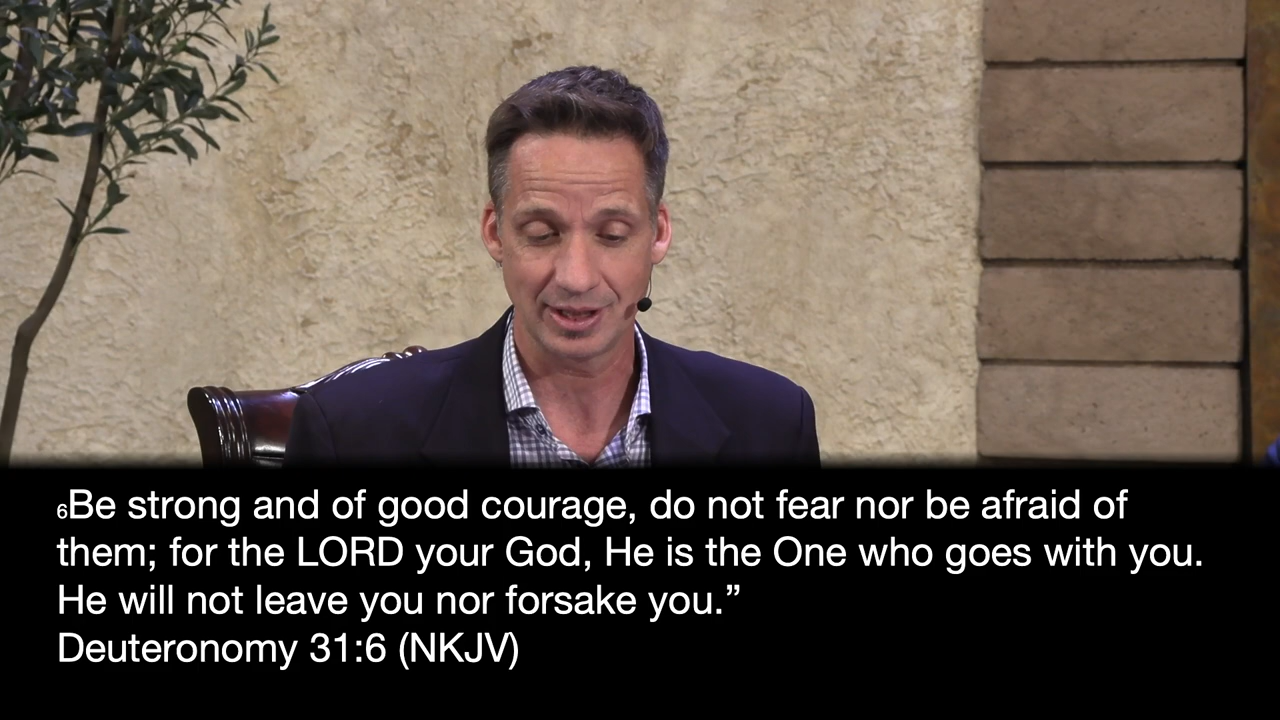 6Be strong and of good courage, do not fear nor be afraid of
them; for the LORD your God, He is the One who goes with you.
He will not leave you nor forsake you.”
Deuteronomy 31:6 (NKJV)